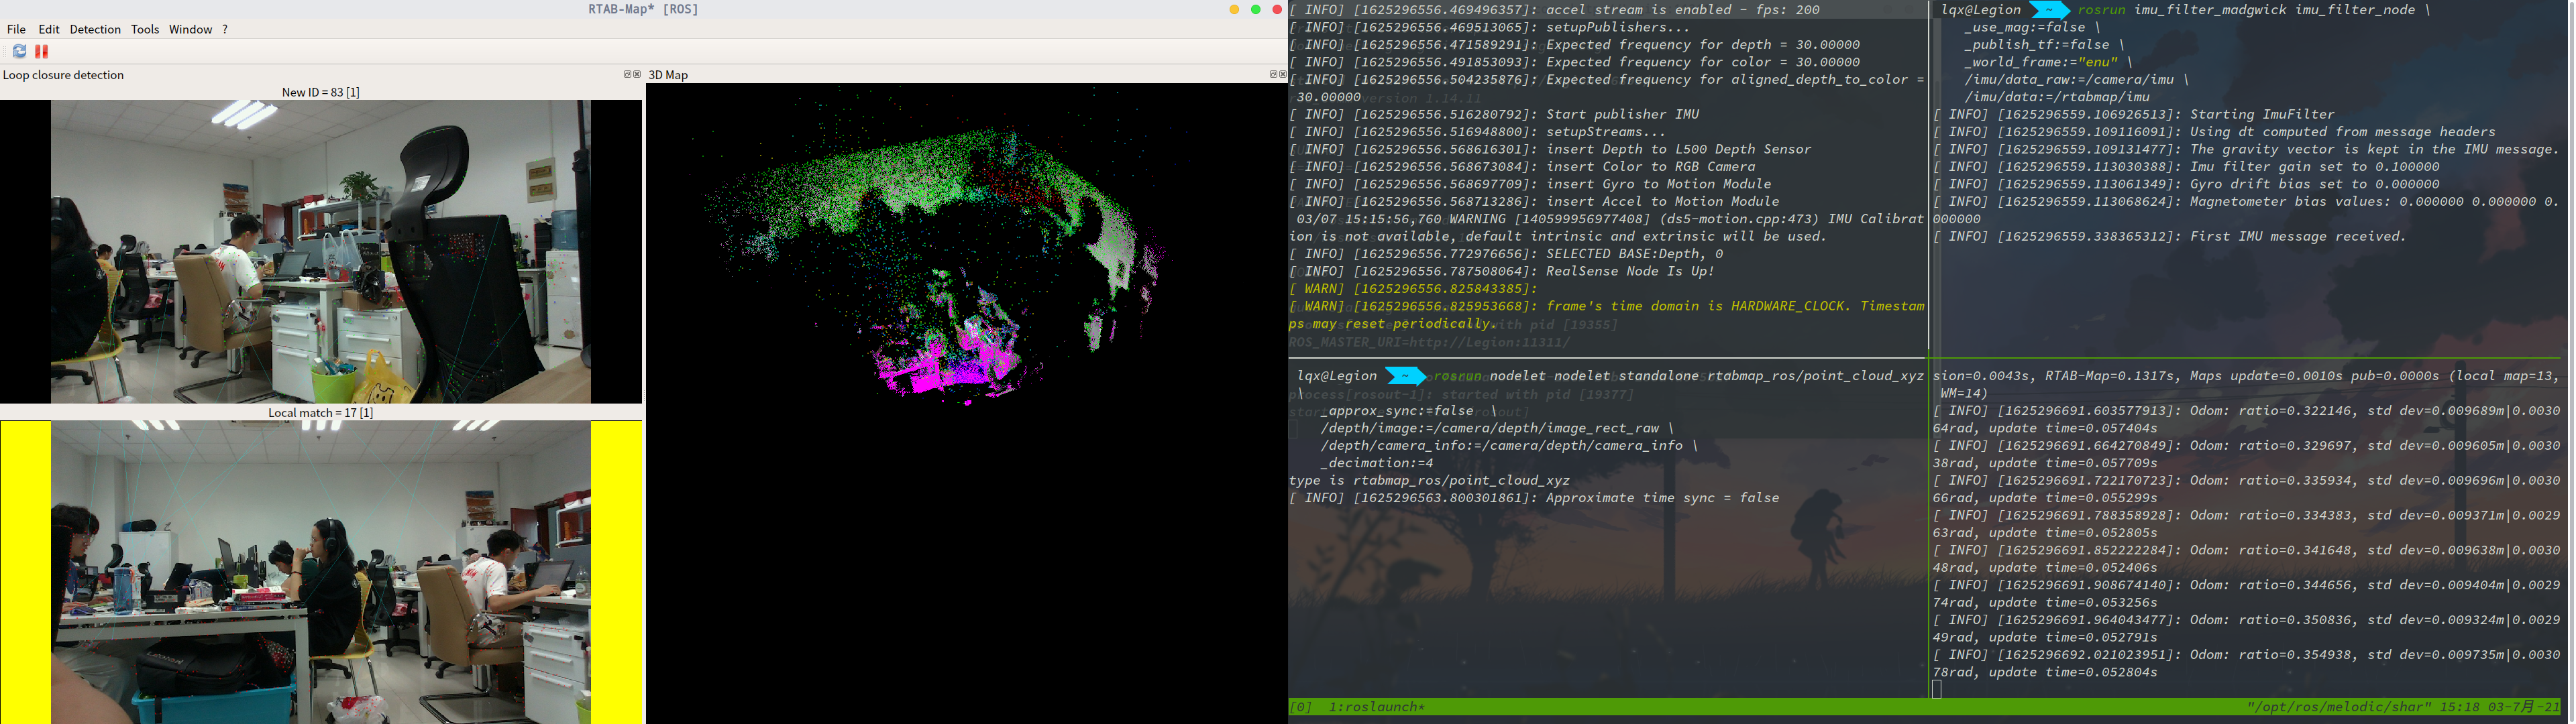 RTAB-Map* [ROS]
File Edit Detection Tools Window ?
Loop closure detection
New ID = 83 [1]
Local match = 17 [1]
3D Map
[ INFO] [1625296556.469496357]: accel stream is enabled - fps: 200
[ INFO] [1625296556.469513065]: setupPublishers...
[ INFO] [1625296556.471589291]: Expected frequency for depth = 30.00000
[ INFO] [1625296556.491853093]: Expected frequency for color = 30.00000
[ INFO] [1625296556.504235876]: Expected frequency for aligned_depth_to_color =
30.00000
[ INFO] [1625296556.516280792]: Start publisher IMU
[ INFO] [1625296556.516948800]: setupStreams...
[ INFO] [1625296556.568616301]: insert Depth to L500 Depth Sensor
[ INFO] [1625296556.568673084]: insert Color to RGB Camera
[ INFO] [1625296556.568697709]: insert Gyro to Motion Module
[ INFO] [1625296556.568713286]: insert Accel to Motion Module
03/07 15:15:56,760 WARNING [140599956977408] (ds5-motion.cpp:473) IMU Calibrat
ion is not available, default intrinsic and extrinsic will be used.
[ INFO] [1625296556.772976656]: SELECTED BASE:Depth, 0
[ INFO] [1625296556.787508064]: RealSense Node Is Up!
[ WARN] [1625296556.825843385]:
[ WARN] [1625296556.825953668]: frame's time domain is HARDWARE_CLOCK. Timestam
ps may reset periodically.
ROS_MASTER_URI=http://Legion:11311/
lqx@Legion ~ rosrun imu_filter_madgwick imu_filter_node \
_use_mag:=false \
_publish_tf:=false \
_world_frame:="enu" \
/imu/data_raw:=/camera/imu \
/imu/data:=/rtabmap/imu
[ INFO] [1625296559.106926513]: Starting ImuFilter
[ INFO] [1625296559.109116091]: Using dt computed from message headers
[ INFO] [1625296559.109131477]: The gravity vector is kept in the IMU message.
[ INFO] [1625296559.113030388]: Imu filter gain set to 0.100000
[ INFO] [1625296559.113061349]: Gyro drift bias set to 0.000000
[ INFO] [1625296559.113068624]: Magnetometer bias values: 0.000000 0.000000 0.
000000
[ INFO] [1625296559.338365312]: First IMU message received.
lqx@Legion ~ rosrun nodelet nodelet standalone rtabmap_ros/point_cloud_xyz
\
_approx_sync:=false \
/depth/image:=/camera/depth/image_rect_raw \
/depth/camera_info:=/camera/depth/camera_info \
_decimation:=4
type is rtabmap_ros/point_cloud_xyz
[ INFO] [1625296563.800301861]: Approximate time sync = false
sion=0.0043s, RTAB-Map=0.1317s, Maps update=0.0010s pub=0.0000s (local map=13,
WM=14)
[ INFO] [1625296691.603577913]: Odom: ratio=0.322146, std dev=0.009689m|0.0030
64rad, update time=0.057404s
[ INFO] [1625296691.664270849]: Odom: ratio=0.329697, std dev=0.009605m|0.0030
38rad, update time=0.057709s
[ INFO] [1625296691.722170723]: Odom: ratio=0.335934, std dev=0.009696m|0.0030
66rad, update time=0.055299s
[ INFO] [1625296691.788358928]: Odom: ratio=0.334383, std dev=0.009371m|0.0029
63rad, update time=0.052805s
[ INFO] [1625296691.852222284]: Odom: ratio=0.341648, std dev=0.009638m|0.0030
48rad, update time=0.052406s
[ INFO] [1625296691.908674140]: Odom: ratio=0.344656, std dev=0.009404m|0.0029
74rad, update time=0.053256s
[ INFO] [1625296691.964043477]: Odom: ratio=0.350836, std dev=0.009324m|0.0029
49rad, update time=0.052791s
[ INFO] [1625296692.021023951]: Odom: ratio=0.354938, std dev=0.009735m|0.0030
78rad, update time=0.052804s
[0] 1:roslaunch*
"/opt/ros/melodic/shar" 15:18 03-7月-21